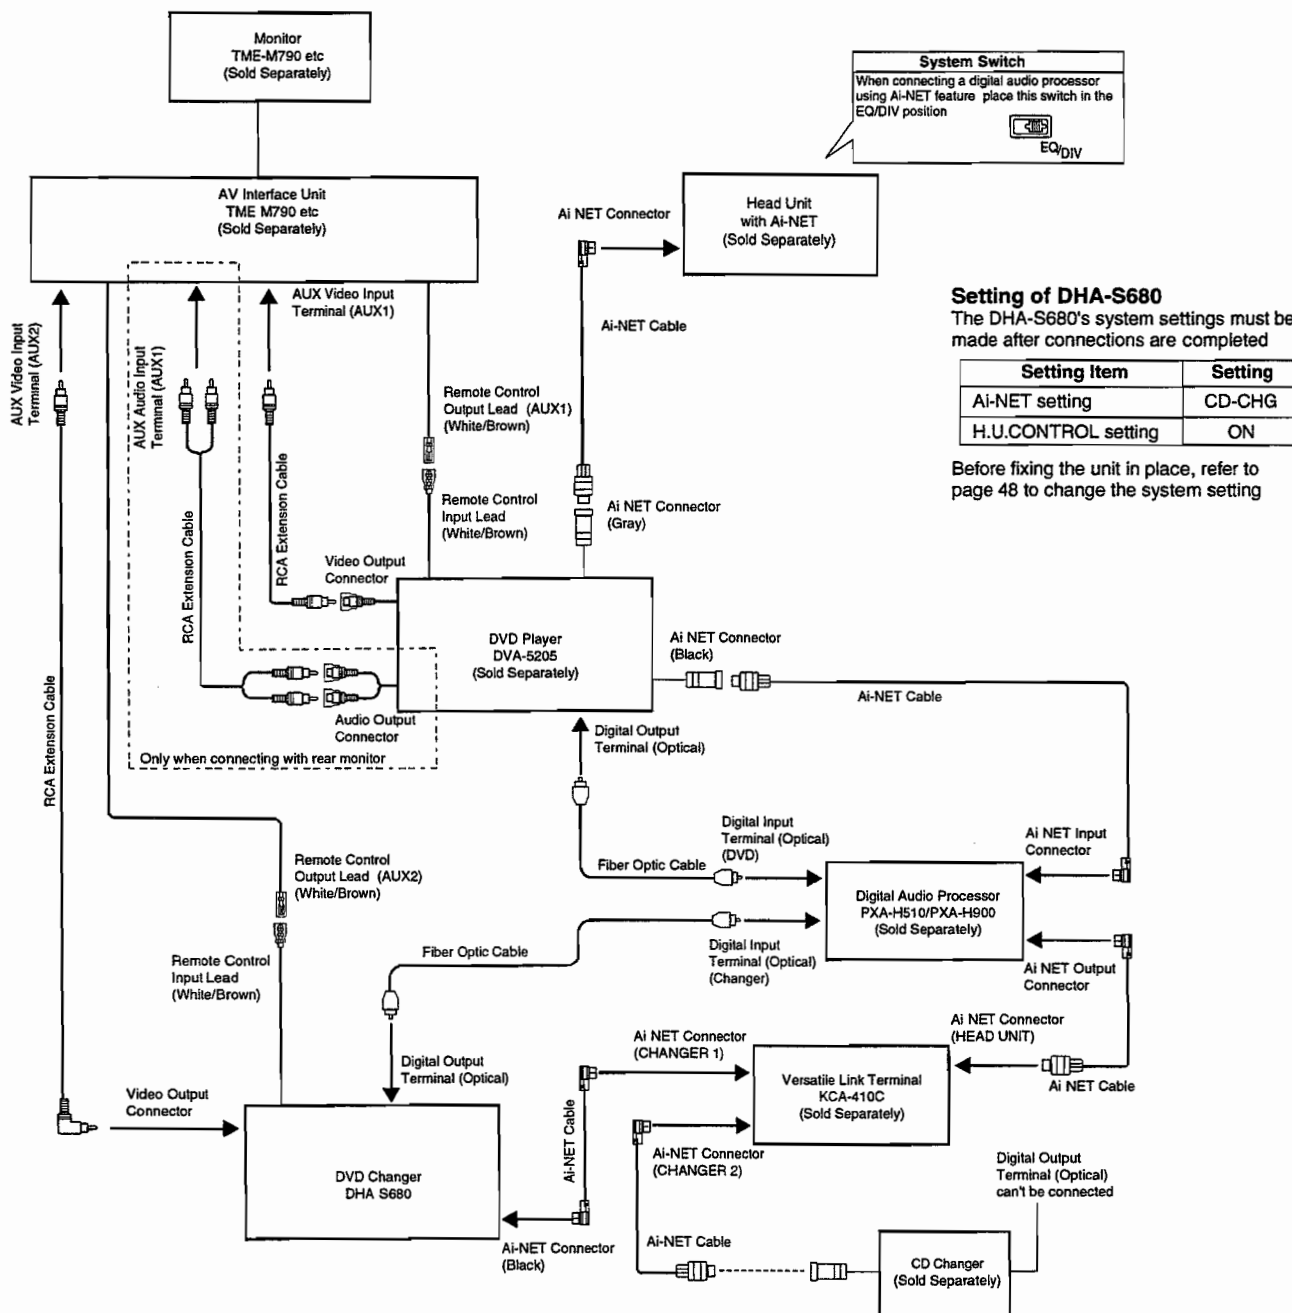 Monitor
TME-M790 etc
(Sold Separately)
System Switch
When connecting a digital audio processor
using Ai-NET feature place this switch in the
EQ/DIV position
EQ/DIV
AV Interface Unit
TME M790 etc
(Sold Separately)
Ai NET Connector
Head Unit
with Ai-NET
(Sold Separately)
AUX Video Input
Terminal (AUX2)
AUX Audio Input
Terminal (AUX1)
AUX Video Input
Terminal (AUX1)
Ai-NET Cable
Setting of DHA-S680
The DHA-S680's system settings must be
made after connections are completed
Setting Item Setting
Ai-NET setting CD-CHG
H.U.CONTROL setting ON
Before fixing the unit in place, refer to
page 48 to change the system setting
Remote Control
Output Lead (AUX1)
(White/Brown)
Remote Control
Input Lead
(White/Brown)
Ai NET Connector
(Gray)
RCA Extension Cable
RCA Extension Cable
RCA Extension Cable
Video Output
Connector
DVD Player
DVA-5205
(Sold Separately)
Ai NET Connector
(Black)
Ai-NET Cable
Audio Output
Connector
Only when connecting with rear monitor
Digital Output
Terminal (Optical)
Digital Input
Terminal (Optical)
(DVD)
Fiber Optic Cable
Ai NET Input
Connector
Digital Audio Processor
PXA-H510/PXA-H900
(Sold Separately)
Remote Control
Output Lead (AUX2)
(White/Brown)
Remote Control
Input Lead
(White/Brown)
Fiber Optic Cable
Digital Input
Terminal (Optical)
(Changer)
Ai NET Output
Connector
Ai NET Connector
(HEAD UNIT)
Ai NET Cable
Ai NET Connector
(CHANGER 1)
Digital Output
Terminal (Optical)
Versatile Link Terminal
KCA-410C
(Sold Separately)
Video Output
Connector
Ai-NET Cable
Ai-NET Connector
(CHANGER 2)
DVD Changer
DHA S680
Digital Output
Terminal (Optical)
can't be connected
Ai-NET Connector
(Black)
Ai-NET Cable
CD Changer
(Sold Separately)